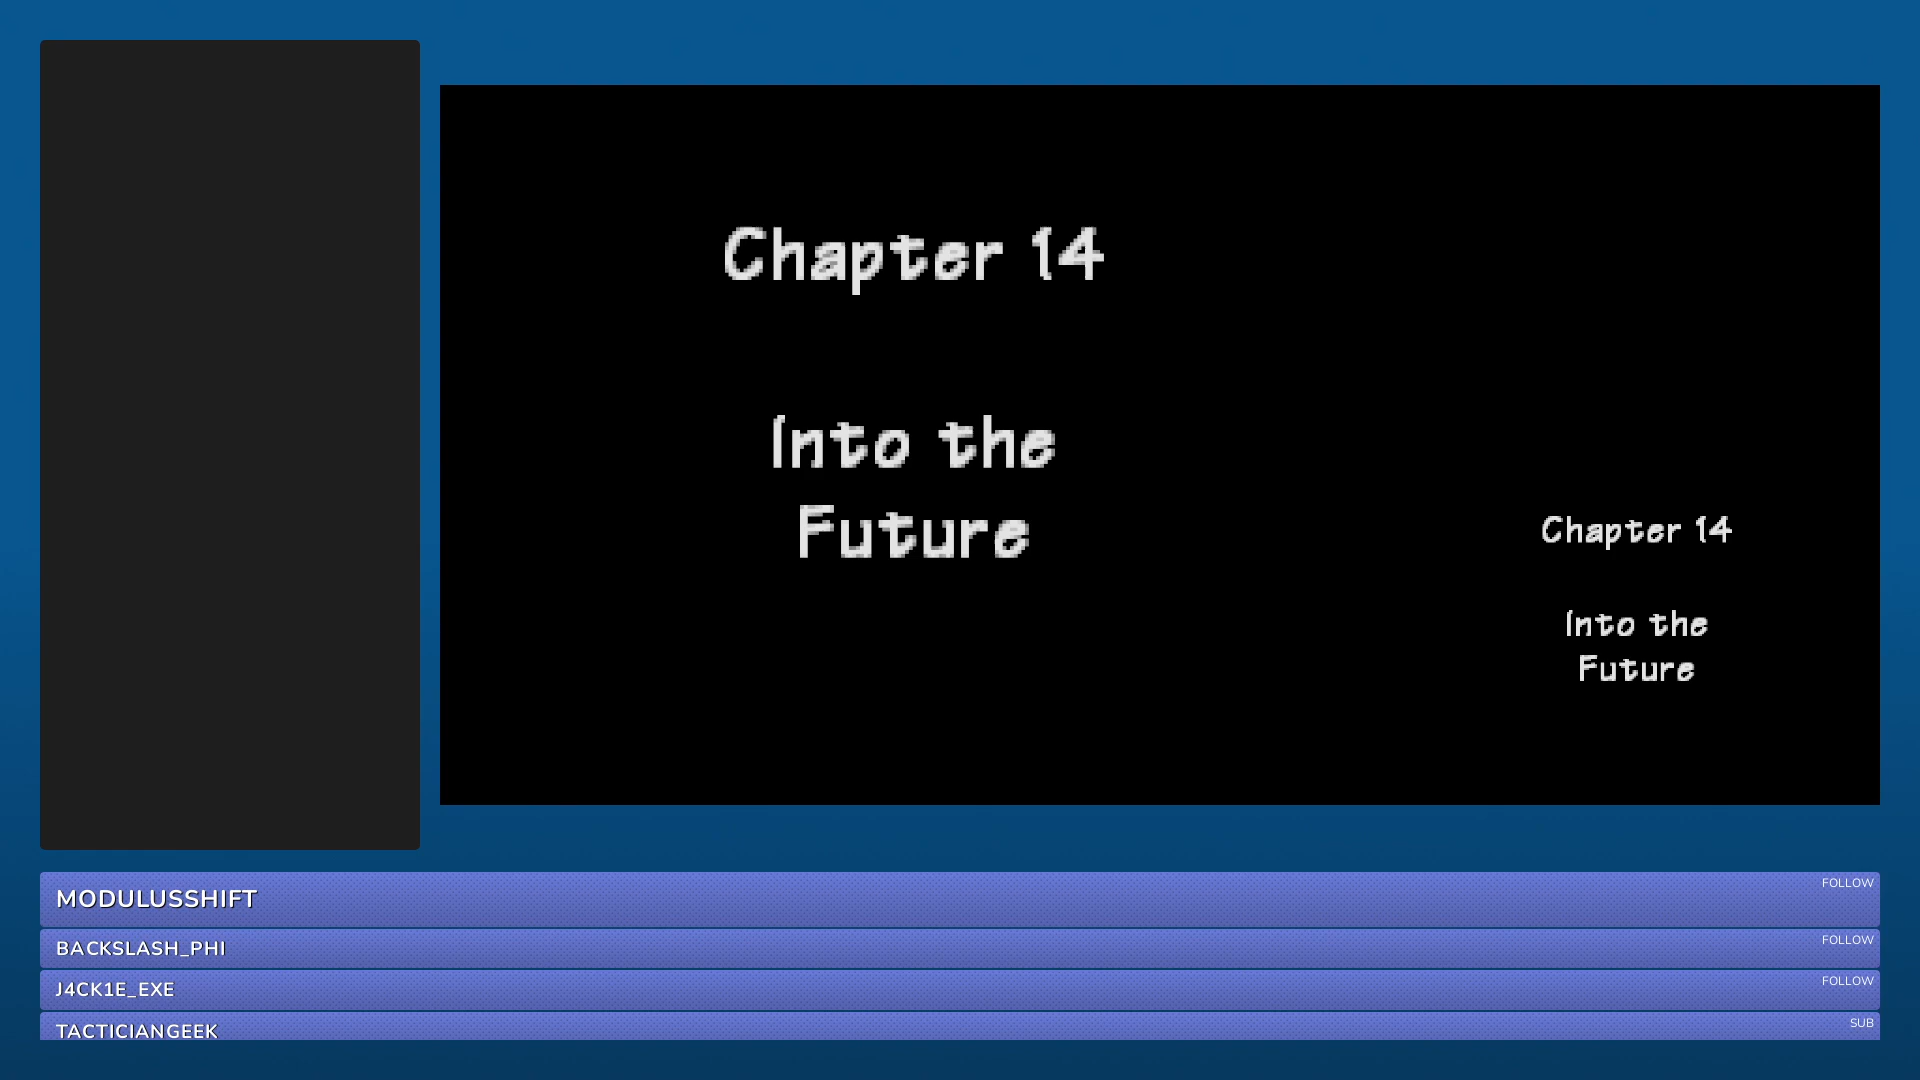 Chapter 14
Into the
Future
Chapter 14
Into the
Future
MODULUSSHIFT
FOLLOW
BACKSLASH_PHI
FOLLOW
J4CK1E_EXE
FOLLOW
TACTICIANGEEK
SUB